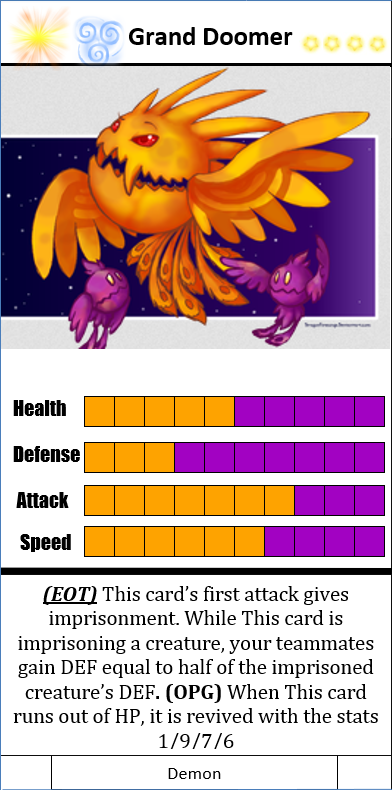 Grand Doomer
Health
Defense
Attack
Speed
(EOT) This card's first attack gives
imprisonment. While This card is
imprisoning a creature, your teammates
gain DEF equal to half of the imprisoned
creature's DEF. (OPG) When This card
runs out of HP, it is revived with the stats
1/9/7/6
Demon